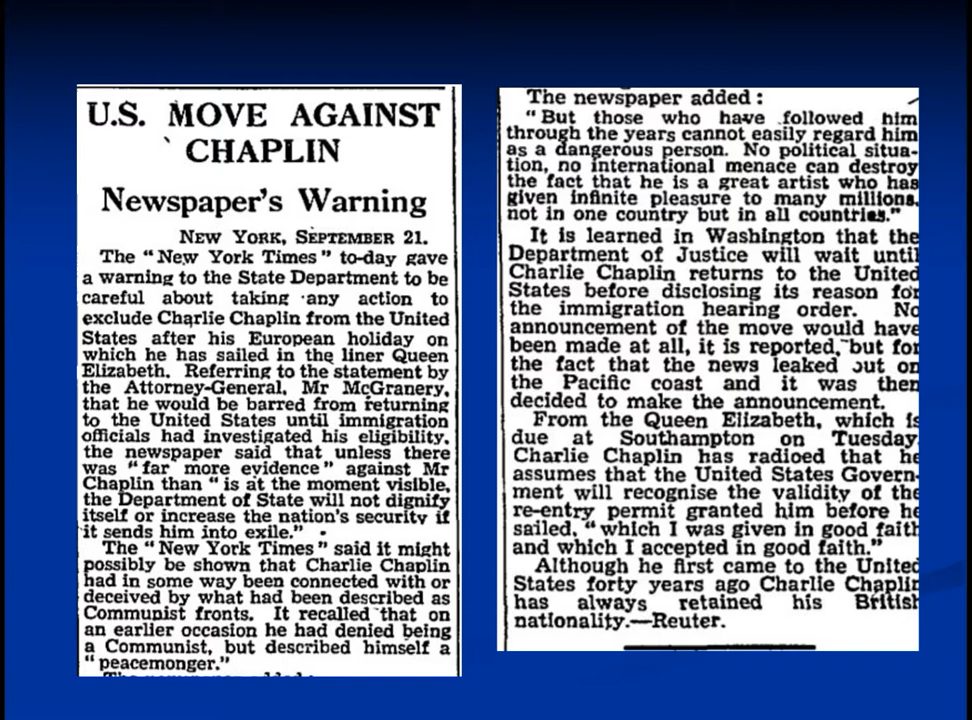 U.S. MOVE AGAINST
CHAPLIN
Newspaper's Warning
NEW YORK, SEPTEMBER 21.
The "New York Times" to-day gave
a warning to the State Department to be
careful about taking any action to
exclude Charlie Chaplin from the United
States after his European holiday on
which he has sailed in the liner Queen
Elizabeth. Referring to the statement by
the Attorney-General, Mr McGranery,
that he would be barred from returning
to the United States until immigration
officials had investigated his eligibility,
the newspaper said that unless there
was "far more evidence" against Mr
Chaplin than "is at the moment visible,
the Department of State will not dignify
itself or increase the nation's security if
it sends him into exile."
The "New York Times" said it might
possibly be shown that Charlie Chaplin
had in some way been connected with or
deceived by what had been described as
Communist fronts. It recalled that on
an earlier occasion he had denied being
a Communist, but described himself a
"peacemonger."
The newspaper added:
The newspaper added:
"But those who have followed him
through the years cannot easily regard him
as a dangerous person. No political situa-
tion, no international menace can destroy
the fact that he is a great artist who has
given infinite pleasure to many millions,
not in one country but in all countries."
It is learned in Washington that the
Department of Justice will wait until
Charlie Chaplin returns to the United
States before disclosing its reason for
the immigration hearing order. No
announcement of the move would have
been made at all, it is reported, but for
the fact that the news leaked out on
the Pacific coast and it was then
decided to make the announcement.
From the Queen Elizabeth, which is
due at Southampton on Tuesday
Charlie Chaplin has radioed that he
assumes that the United States Govern-
ment will recognise the validity of the
re-entry permit granted him before he
sailed, "which I was given in good faith
and which I accepted in good faith."
Although he first came to the United
States forty years ago Charlie Chaplin
has always retained his British
nationality.—Reuter.